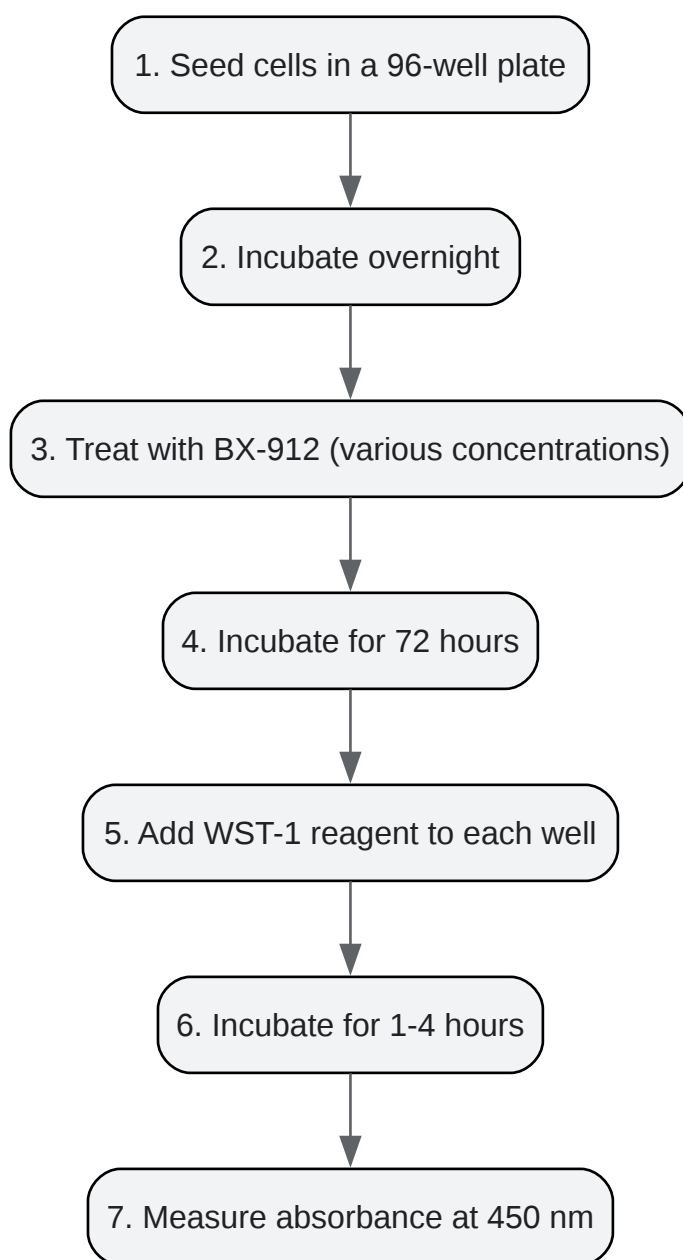 1. Seed cells in a 96-well plate
2. Incubate overnight
3. Treat with BX-912 (various concentrations)
4. Incubate for 72 hours
5. Add WST-1 reagent to each well
6. Incubate for 1-4 hours
7. Measure absorbance at 450 nm